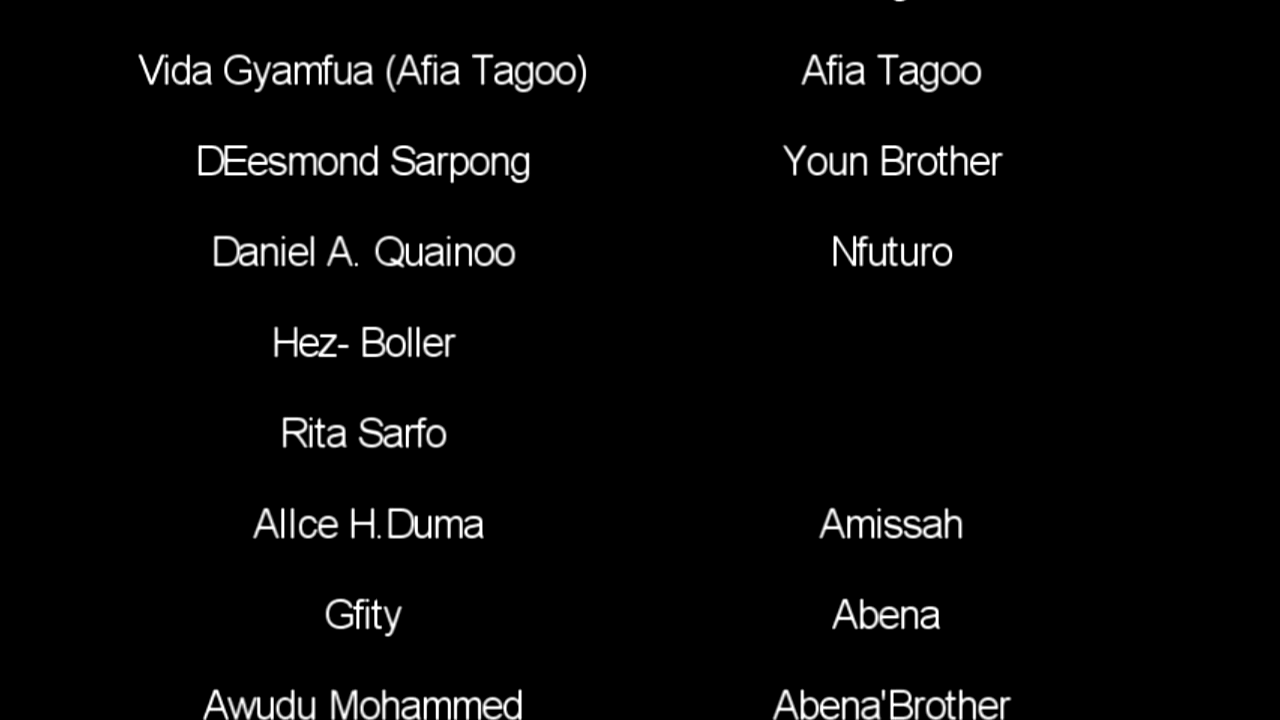 Vida Gyamfua (Afia Tagoo) Afia Tagoo
DEesmond Sarpong Youn Brother
Daniel A. Quainoo Nfuturo
Hez- Boller
Rita Sarfo
AlIce H.Duma Amissah
Gfity Abena
Awudu Mohammed Abena'Brother